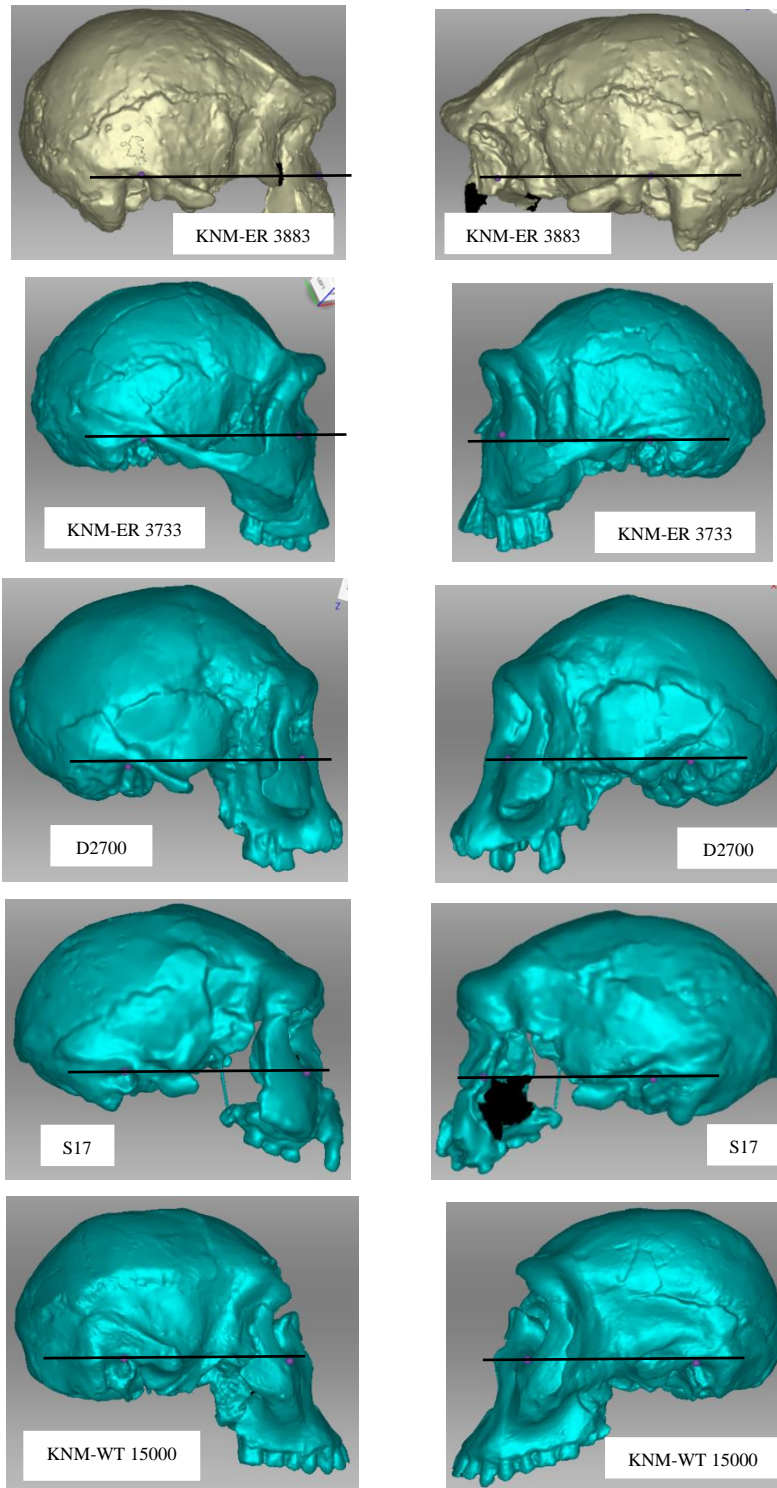 KNM-ER 3883
KNM-ER 3883
KNM-ER 3733
KNM-ER 3733
Z
D2700
D2700
S17
S17
KNM-WT 15000
KNM-WT 15000